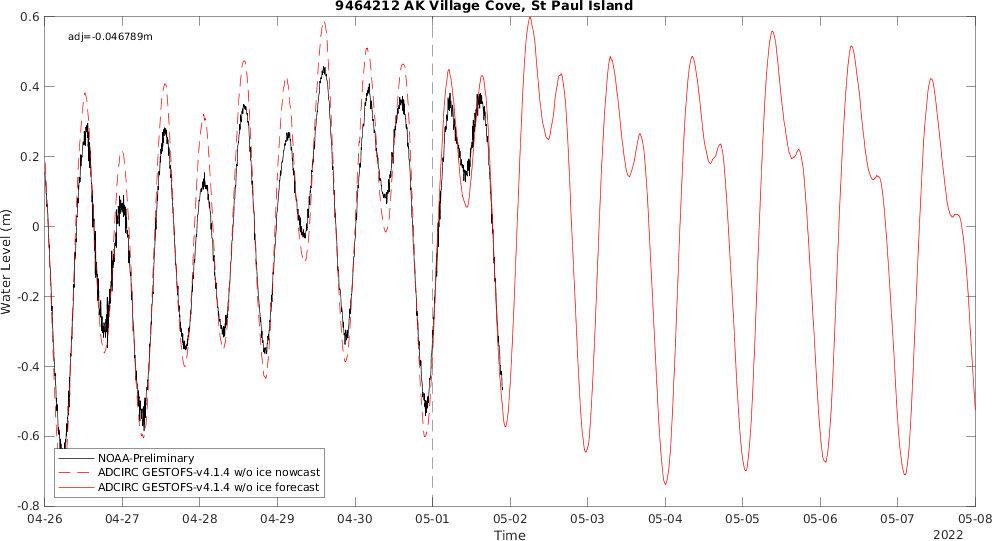 9464212 AK Village Cove, St Paul Island
adj=-0.046789m
Water Level (m)
0.6
0.4
0.2
0
-0.2
-0.4
-0.6
-0.8
NOAA-Preliminary
ADCIRC GESTOFS-v4.1.4 w/o ice nowcast
ADCIRC GESTOFS-v4.1.4 w/o ice forecast
04-26 04-27 04-28 04-29 04-30 05-01 05-02 05-03 05-04 05-05 05-06 05-07 05-08
Time
2022